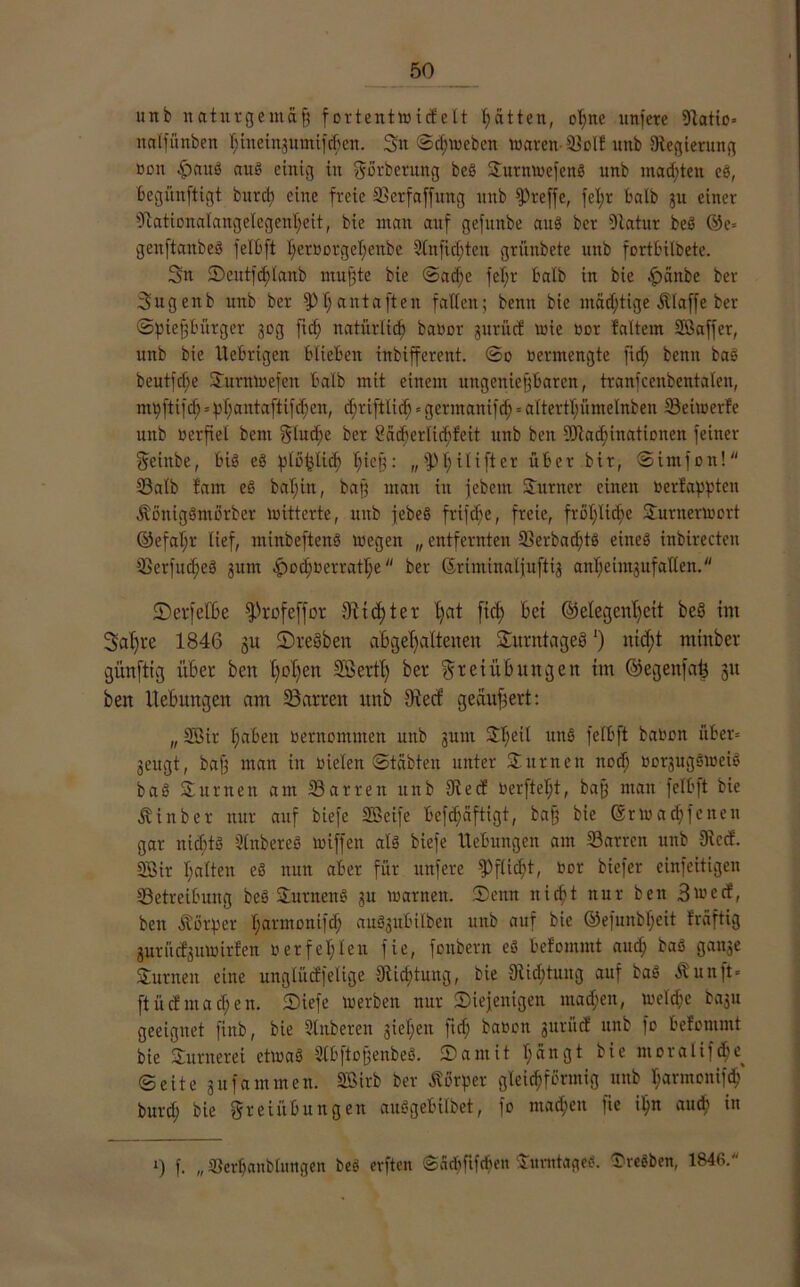 50
und naturgemäß fortentwickelt hätten, ohne unsere Natio-
nalsünden hineinzumischen. In Schweden waren Volk und Regierung
von Haus aus einig in Förderung des Turnwesens und machten es,
begünstigt durch eine freie Verfassung und Presse, sehr bald zu einer
Nationalangelegenheit, die man auf gesunde aus der Natur des Ge-
genstandes selbst hervorgehende Ansichten gründete und fortbildete.
In Deutschland mußte die Sache sehr bald in die Hände der
Jugend und der Phantasten fallen; denn die mächtige Klasse der
Spießbürger zog sich natürlich davor zurück wie vor kaltem Wasser,
und die Uebrigen blieben indifferent. So vermengte sich denn das
deutsche Turnwesen bald mit einem ungenießbaren, transcendentalen,
mystisch-phantastischen, christlich-germanisch-alterthümelnden Beiwerke
und verfiel dem Fluche der Lächerlichkeit und den Machinationen seiner
Feinde, bis es plötzlich hieß: „Philister über dir, Simson!"
Bald kam es dahin, daß man in jedem Turner einen verkappten
Königsmörder witterte, und jedes frische, freie, fröhliche Turnerwort
Gefahr lief, mindestens wegen „entfernten Verdachts eines indirecten
Versuches zum Hochverrathe" der Criminaljustiz anheimzufallen."
Derselbe Professor Richter hat sich bei Gelegenheit des im
Jahre 1846 zu Dresden abgehaltenen Turntages ¹) nicht minder
günstig über den hohen Werth der Freiübungen im Gegensatz zu
den Uebungen am Barren und Reck geäußert:
„Wir haben vernommen und zum Theil uns selbst davon über-
zeugt, daß man in vielen Städten unter Turnen noch vorzugsweis
das Turnen am Barren und Reck versteht, daß man selbst die
Kinder nur auf diese Weise beschäftigt, daß die Erwachsenen
gar nichts Anderes wissen als diese Uebungen am Barren und Reck.
Wir halten es nun aber für unsere Pflicht, vor dieser einseitigen
Betreibung des Turnens zu warnen. Denn nicht nur den Zweck,
den Körper harmonisch auszubilden und auf die Gesundheit kräftig
zurückzuwirken verfehlen sie, sondern es bekommt auch das ganze
Turnen eine unglückselige Richtung, die Richtung auf das Kunst-
stückmachen. Diese werden nur Diejenigen machen, welche dazu
geeignet sind, die Anderen ziehen sich davon zurück und so bekommt
die Turnerei etwas Abstoßendes. Damit hängt die moralische
Seite zusammen. Wird der Körper gleichförmig und harmonisch
durch die Freiübungen ausgebildet, so machen sie ihn auch in
¹) s. „Verhandlungen des ersten Sächsischen Turntages. Dresden, 1846."